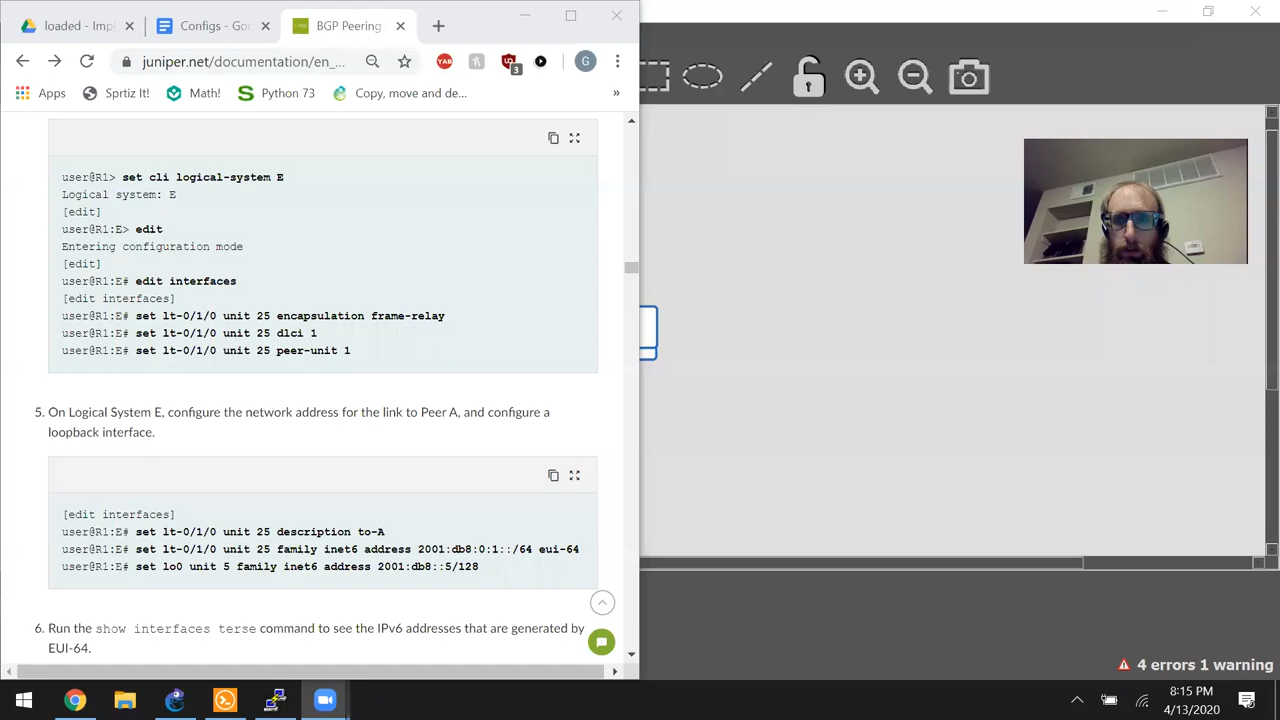 loaded - Imp
Configs - Go
BGP Peering
juniper.net/documentation/en_...
YAB
3
G
Apps
Sprtiz It!
Math!
Python 73
Copy, move and de...
»
user@R1> set cli logical-system E
Logical system: E
[edit]
user@R1:E> edit
Entering configuration mode
[edit]
user@R1:E# edit interfaces
[edit interfaces]
user@R1:E# set lt-0/1/0 unit 25 encapsulation frame-relay
user@R1:E# set lt-0/1/0 unit 25 dlci 1
user@R1:E# set lt-0/1/0 unit 25 peer-unit 1
5. On Logical System E, configure the network address for the link to Peer A, and configure a
loopback interface.
[edit interfaces]
user@R1:E# set lt-0/1/0 unit 25 description to-A
user@R1:E# set lt-0/1/0 unit 25 family inet6 address 2001:db8:0:1::/64 eui-64
user@R1:E# set lo0 unit 5 family inet6 address 2001:db8::5/128
6. Run the show interfaces terse command to see the IPv6 addresses that are generated by
EUI-64.
4 errors 1 warning
8:15 PM
4/13/2020